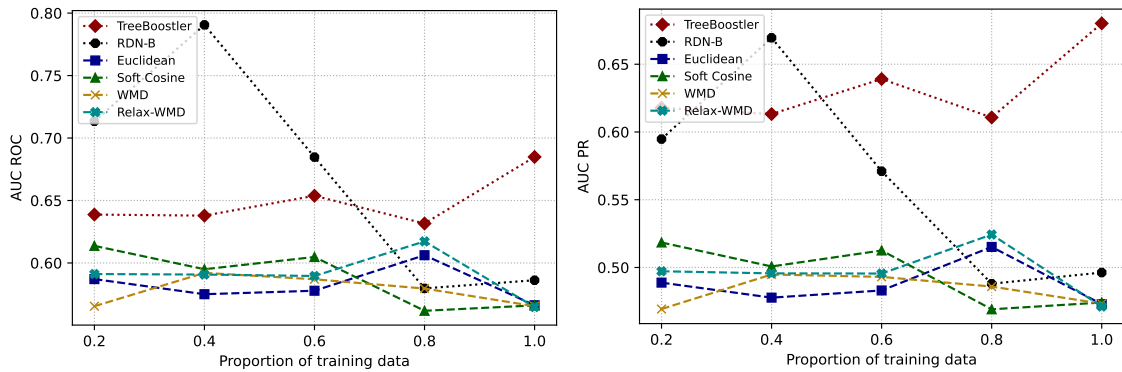 0.80
0.75
0.70
0.65
0.60
AUC ROC
TreeBoostler
RDN-B
Euclidean
Soft Cosine
WMD
Relax-WMD
0.2 0.4 0.6 0.8 1.0
Proportion of training data
0.65
0.60
0.55
0.50
AUC PR
TreeBoostler
RDN-B
Euclidean
Soft Cosine
WMD
Relax-WMD
0.2 0.4 0.6 0.8 1.0
Proportion of training data